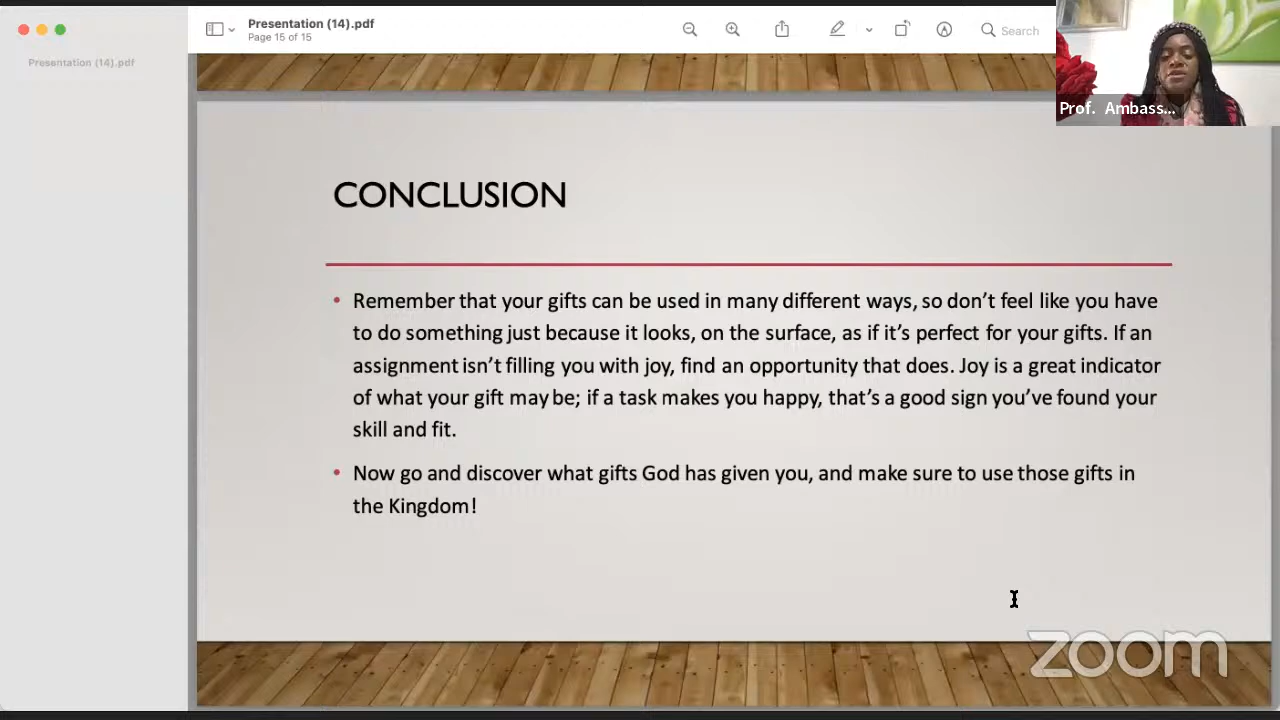 Presentation (14).pdf
Page 15 of 15
Search
Presentation (14).pdf
Prof. Ambass...
CONCLUSION
• Remember that your gifts can be used in many different ways, so don’t feel like you have
to do something just because it looks, on the surface, as if it’s perfect for your gifts. If an
assignment isn’t filling you with joy, find an opportunity that does. Joy is a great indicator
of what your gift may be; if a task makes you happy, that’s a good sign you’ve found your
skill and fit.
• Now go and discover what gifts God has given you, and make sure to use those gifts in
the Kingdom!
zoom